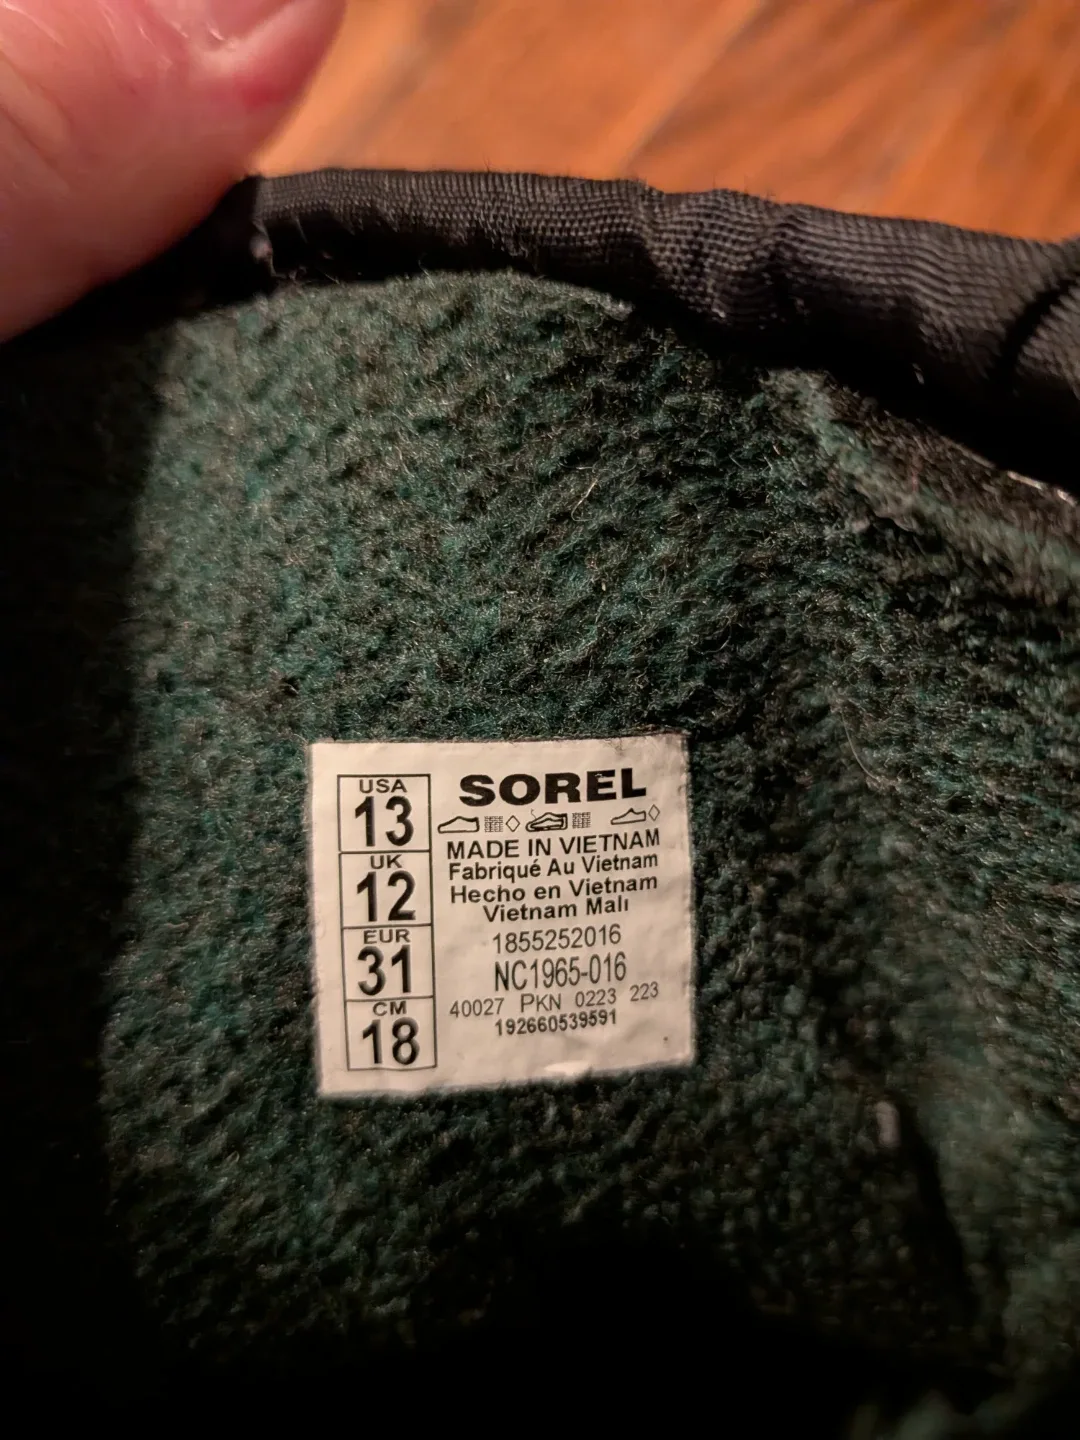 USA
13
UK
12
EUR
31
CM
18
SOREL
MADE IN VIETNAM
Fabriqué Au Vietnam
Hecho en Vietnam
Vietnam Malı
1855252016
NC1965-016
40027 PKN 0223 223
192660539591